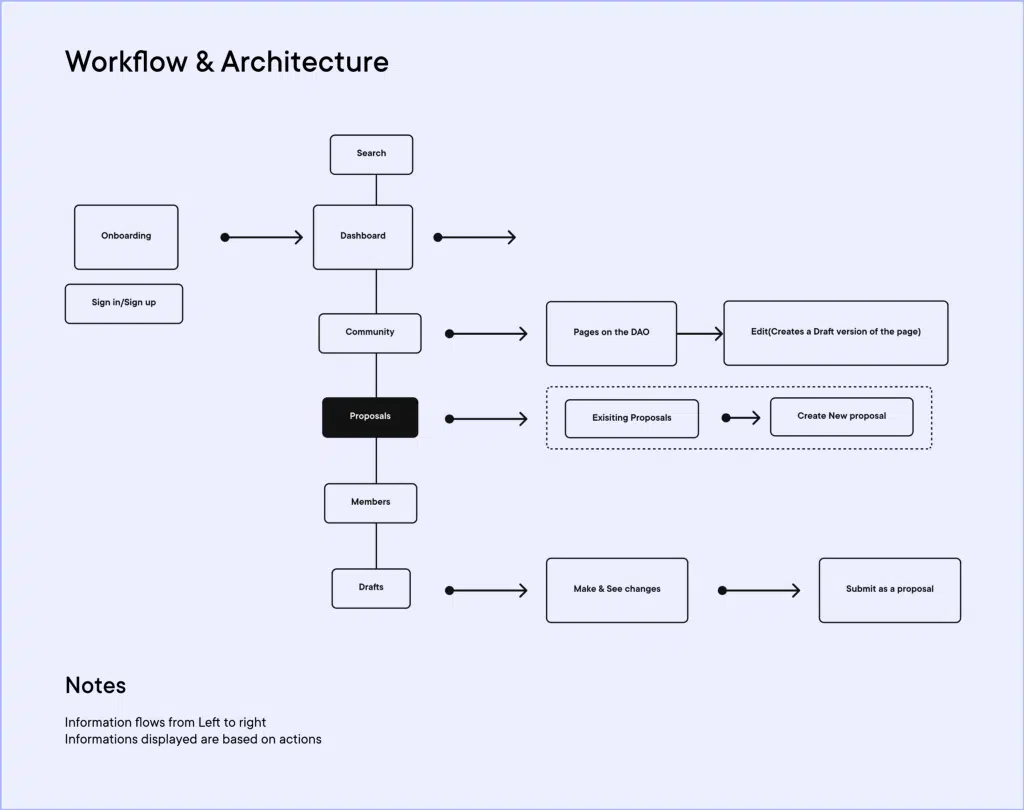 Workflow & Architecture
Search
Onboarding
Dashboard
Sign in/Sign up
Community
Pages on the DAO
Edit(Creates a Draft version of the page)
Proposals
Exisiting Proposals
Create New proposal
Members
Drafts
Make & See changes
Submit as a proposal
Notes
Information flows from Left to right
Informations displayed are based on actions